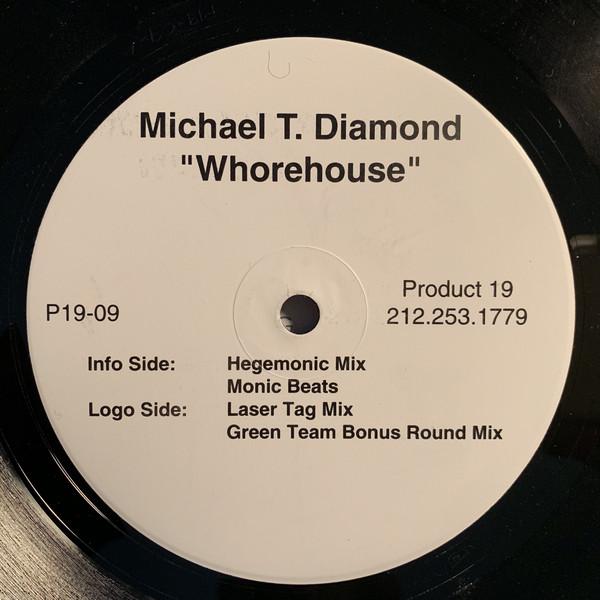 Michael T. Diamond
"Whorehouse"
P19-09
Product 19
212.253.1779
Info Side: Hegemonic Mix
Monic Beats
Logo Side: Laser Tag Mix
Green Team Bonus Round Mix